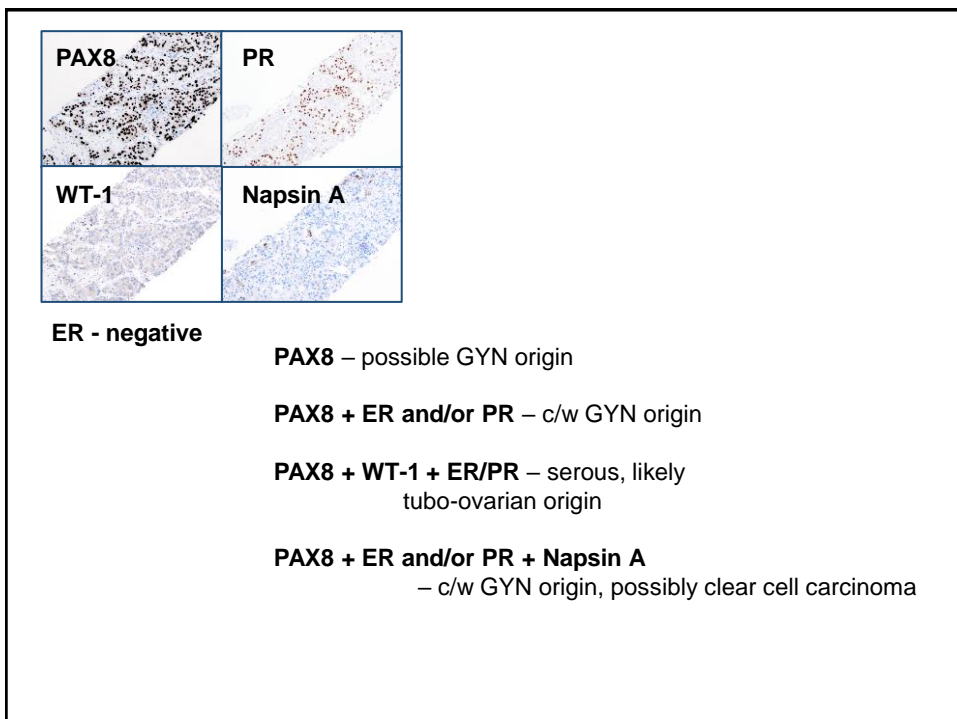 PAX8
PR
WT-1
Napsin A
ER - negative
PAX8 – possible GYN origin
PAX8 + ER and/or PR – c/w GYN origin
PAX8 + WT-1 + ER/PR – serous, likely
tubo-ovarian origin
PAX8 + ER and/or PR + Napsin A
– c/w GYN origin, possibly clear cell carcinoma